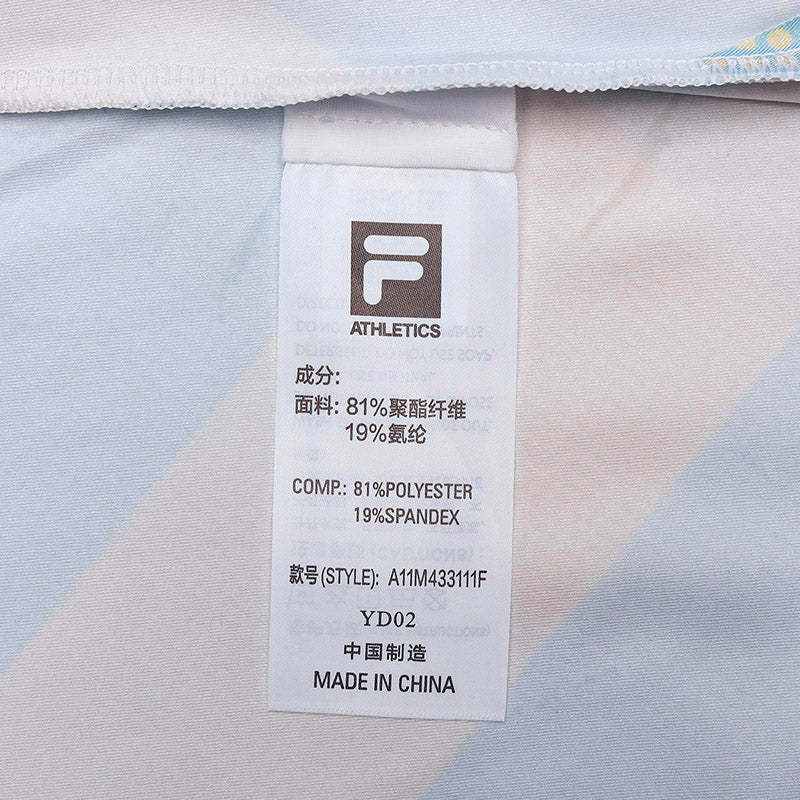 F
ATHLETICS
成分:
面料: 81%聚酯纤维
19%氨纶
COMP.: 81%POLYESTER
19%SPANDEX
款号(STYLE): A11M433111F
YD02
中国制造
MADE IN CHINA